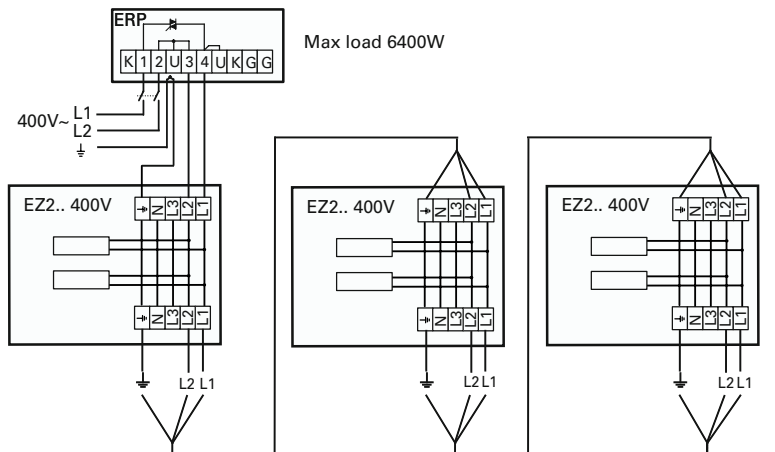 ERP
Max load 6400W
K 1 2 U 3 4 U K G G
400V~ L1
L2
EZ2.. 400V
N L3 L2 L1
N L3 L2 L1
L2 L1
EZ2.. 400V
N L3 L2 L1
N L3 L2 L1
L2 L1
EZ2.. 400V
N L3 L2 L1
N L3 L2 L1
L2 L1